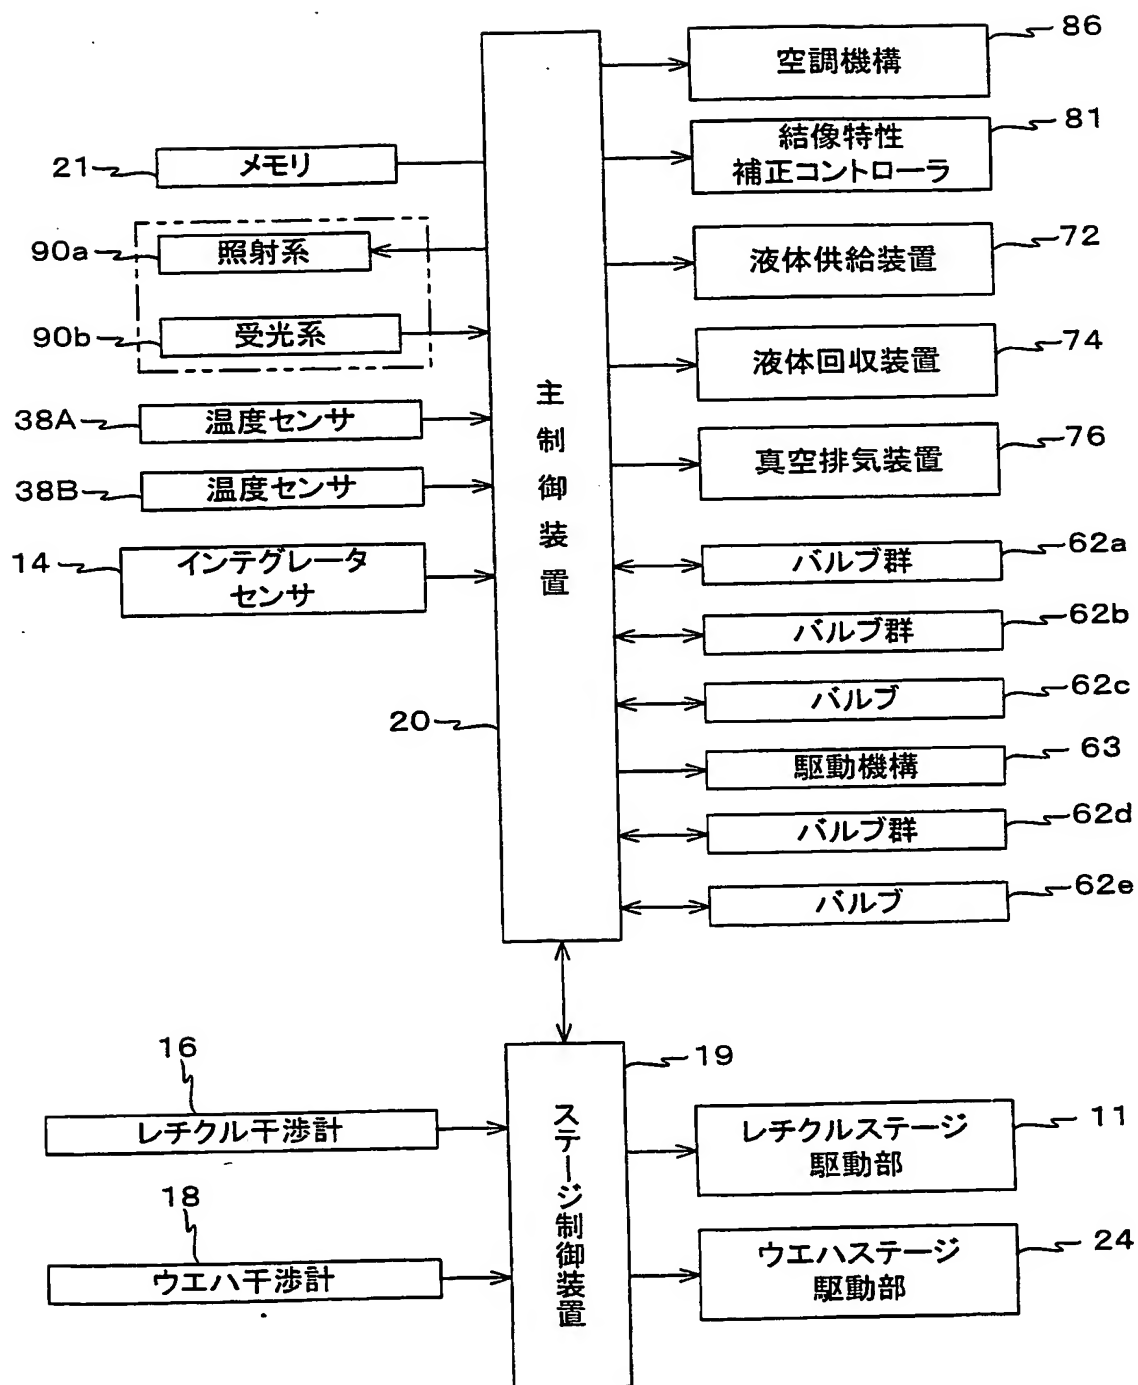 86
空調機構
81
結像特性
補正コントローラ
21
メモリ
90a
照射系
72
液体供給装置
90b
受光系
74
液体回収装置
38A
温度センサ
76
真空排気装置
38B
温度センサ
14
インテグレータ
センサ
主制御装置
62a
バルブ群
62b
バルブ群
62c
バルブ
20
63
駆動機構
62d
バルブ群
62e
バルブ
16
レチクル干渉計
19
ステージ制御装置
11
レチクルステージ
駆動部
18
ウエハ干渉計
24
ウエハステージ
駆動部